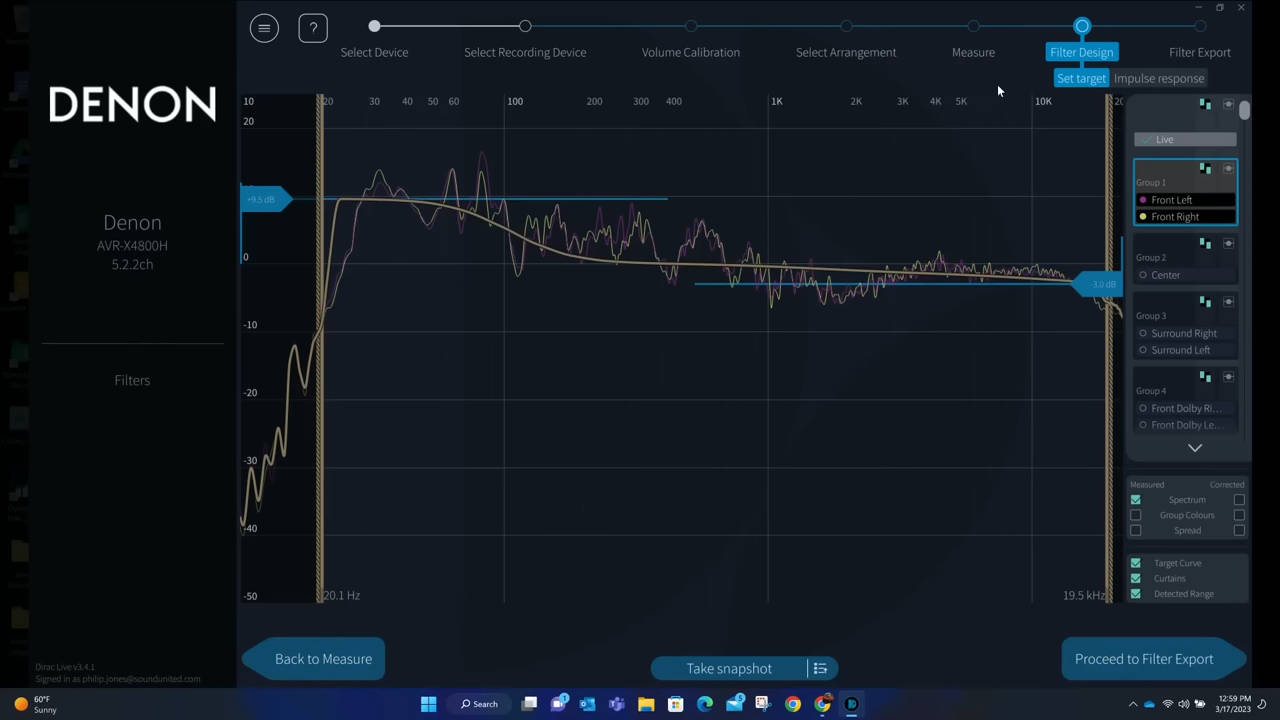 ?
Select Device
Select Recording Device
Volume Calibration
Select Arrangement
Measure
Filter Design
Filter Export
Set target
Impulse response
DENON
Denon
AVR-X4800H
5.2.2ch
Filters
Dirac Live v3.4.1
Signed in as philip.jones@soundunited.com
10 20 30 40 50 60 100 200 300 400 1K 2K 3K 4K 5K 10K
20
0
-10
-20
-30
-40
-50
+9.5 dB
-3.0 dB
20.1 Hz
19.5 kHz
Live
Group 1
Front Left
Front Right
Group 2
Center
Group 3
Surround Right
Surround Left
Group 4
Front Dolby Ri...
Front Dolby Le...
Measured Corrected
Spectrum
Group Colours
Spread
Target Curve
Curtains
Detected Range
Back to Measure
Take snapshot
Proceed to Filter Export
60°F
Sunny
Search
12:59 PM
3/17/2023